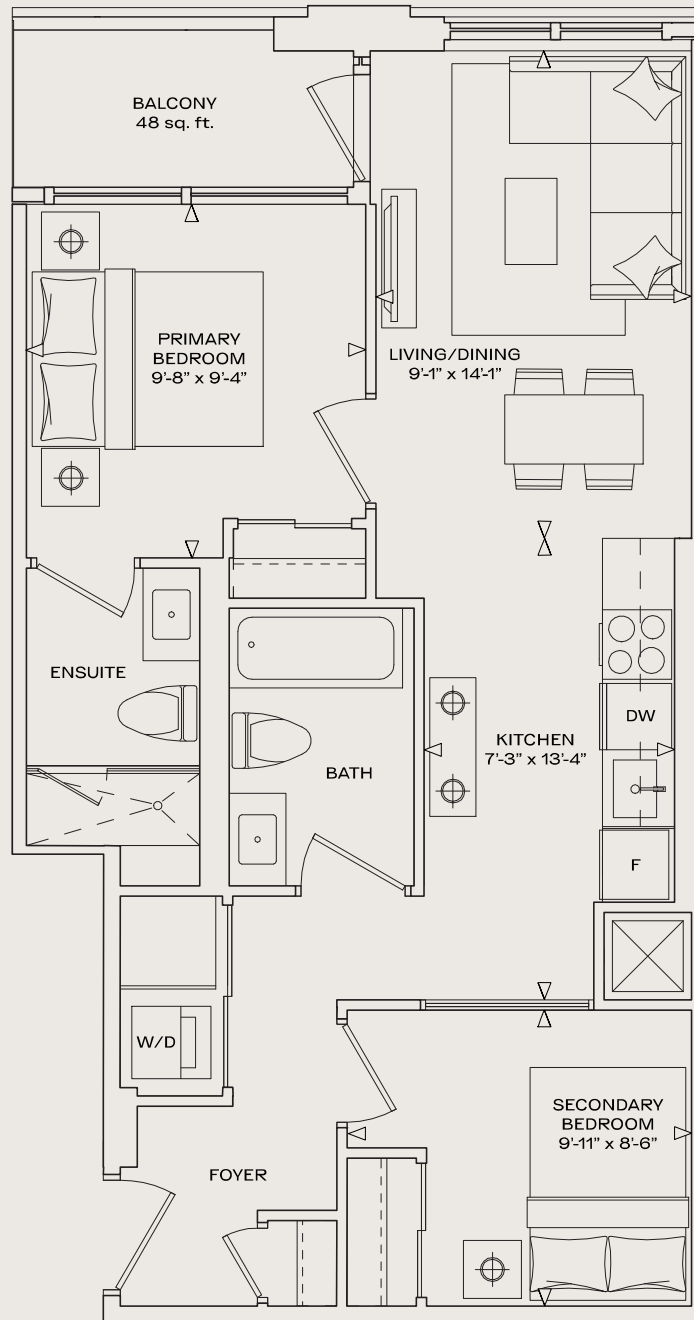 BALCONY
48 sq. ft.
PRIMARY
BEDROOM
9'-8" x 9'-4"
LIVING/DINING
9'-1" x 14'-1"
ENSUITE
BATH
KITCHEN
7'-3" x 13'-4"
DW
F
W/D
SECONDARY
BEDROOM
9'-11" x 8'-6"
FOYER